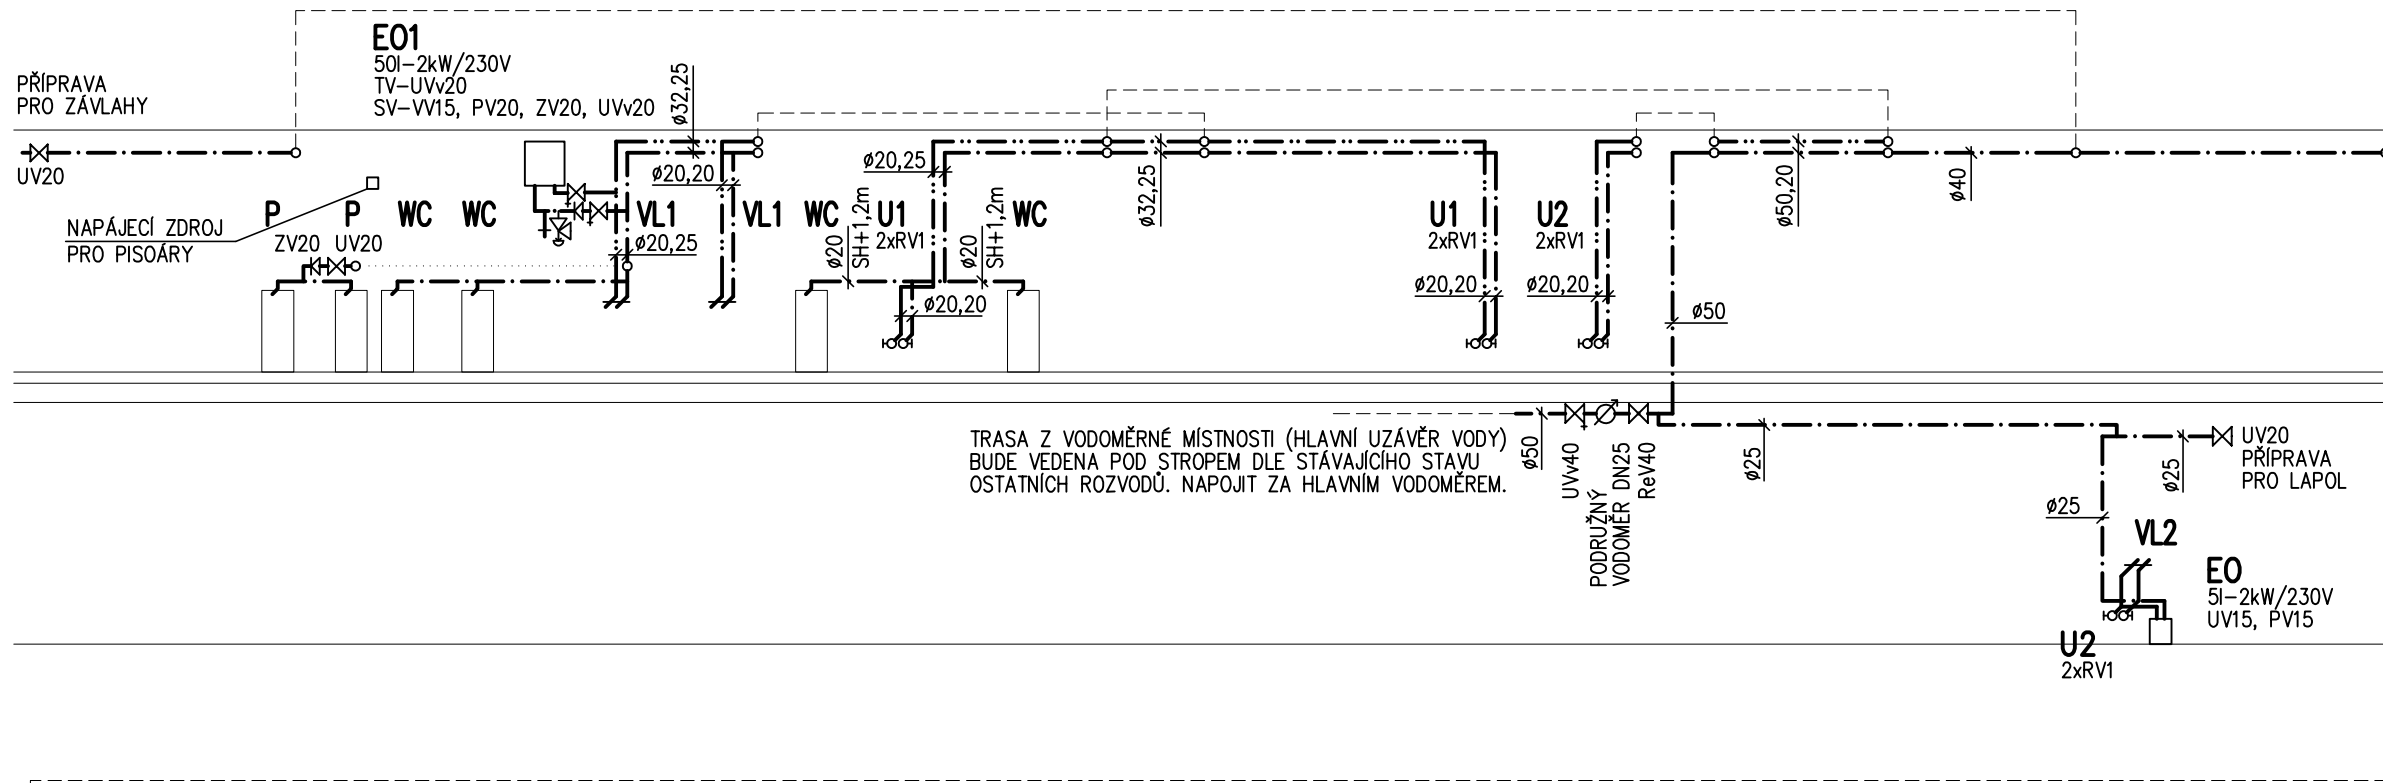 EO1
50l-2kW/230V
TV-UVv20
SV-VV15, PV20, ZV20, UVv20
PŘÍPRAVA
PRO ZÁVLAHY
UV20
NAPÁJECÍ ZDROJ
PRO PISOÁRY
P
P
WC
WC
ZV20
UV20
ø32,25
ø20,20
VL1
VL1
ø20,25
WC
U1
2xRV1
ø20,25
ø20
SH+1,2m
ø20
SH+1,2m
WC
ø20,20
ø32,25
U1
2xRV1
ø20,20
U2
2xRV1
ø20,20
ø50
ø50,20
ø40
TRASA Z VODOMĚRNÉ MÍSTNOSTI (HLAVNÍ UZÁVĚR VODY)
BUDE VEDENA POD STROPEM DLE STÁVAJÍCÍHO STAVU
OSTATNÍCH ROZVODŮ. NAPOJIT ZA HLAVNÍM VODOMĚREM.
ø50
UVv40
PODRUŽNÝ
VODOMĚR DN25
ReV40
ø25
ø25
UV20
PŘÍPRAVA
PRO LAPOL
ø25
VL2
EO
5l-2kW/230V
UV15, PV15
U2
2xRV1